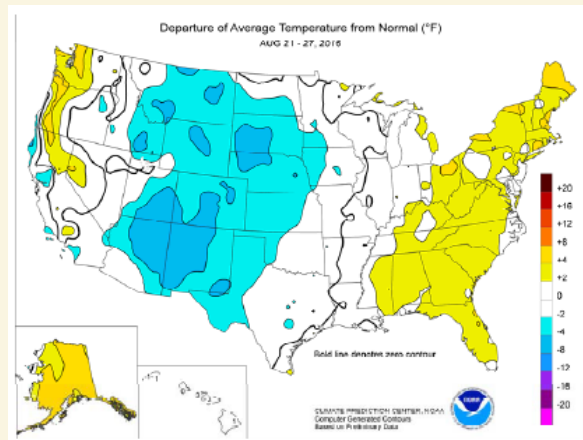 Departure of Average Temperature from Normal (°F)
AUG 21 - 27, 2016
+20
+16
+12
+8
+4
+2
0
-2
-4
-8
-12
-16
-20
Bold line denotes zero contour
CLIMATE PREDICTION CENTER, NOAA
Computer Generated Contours
Based on Preliminary Data
NOAA